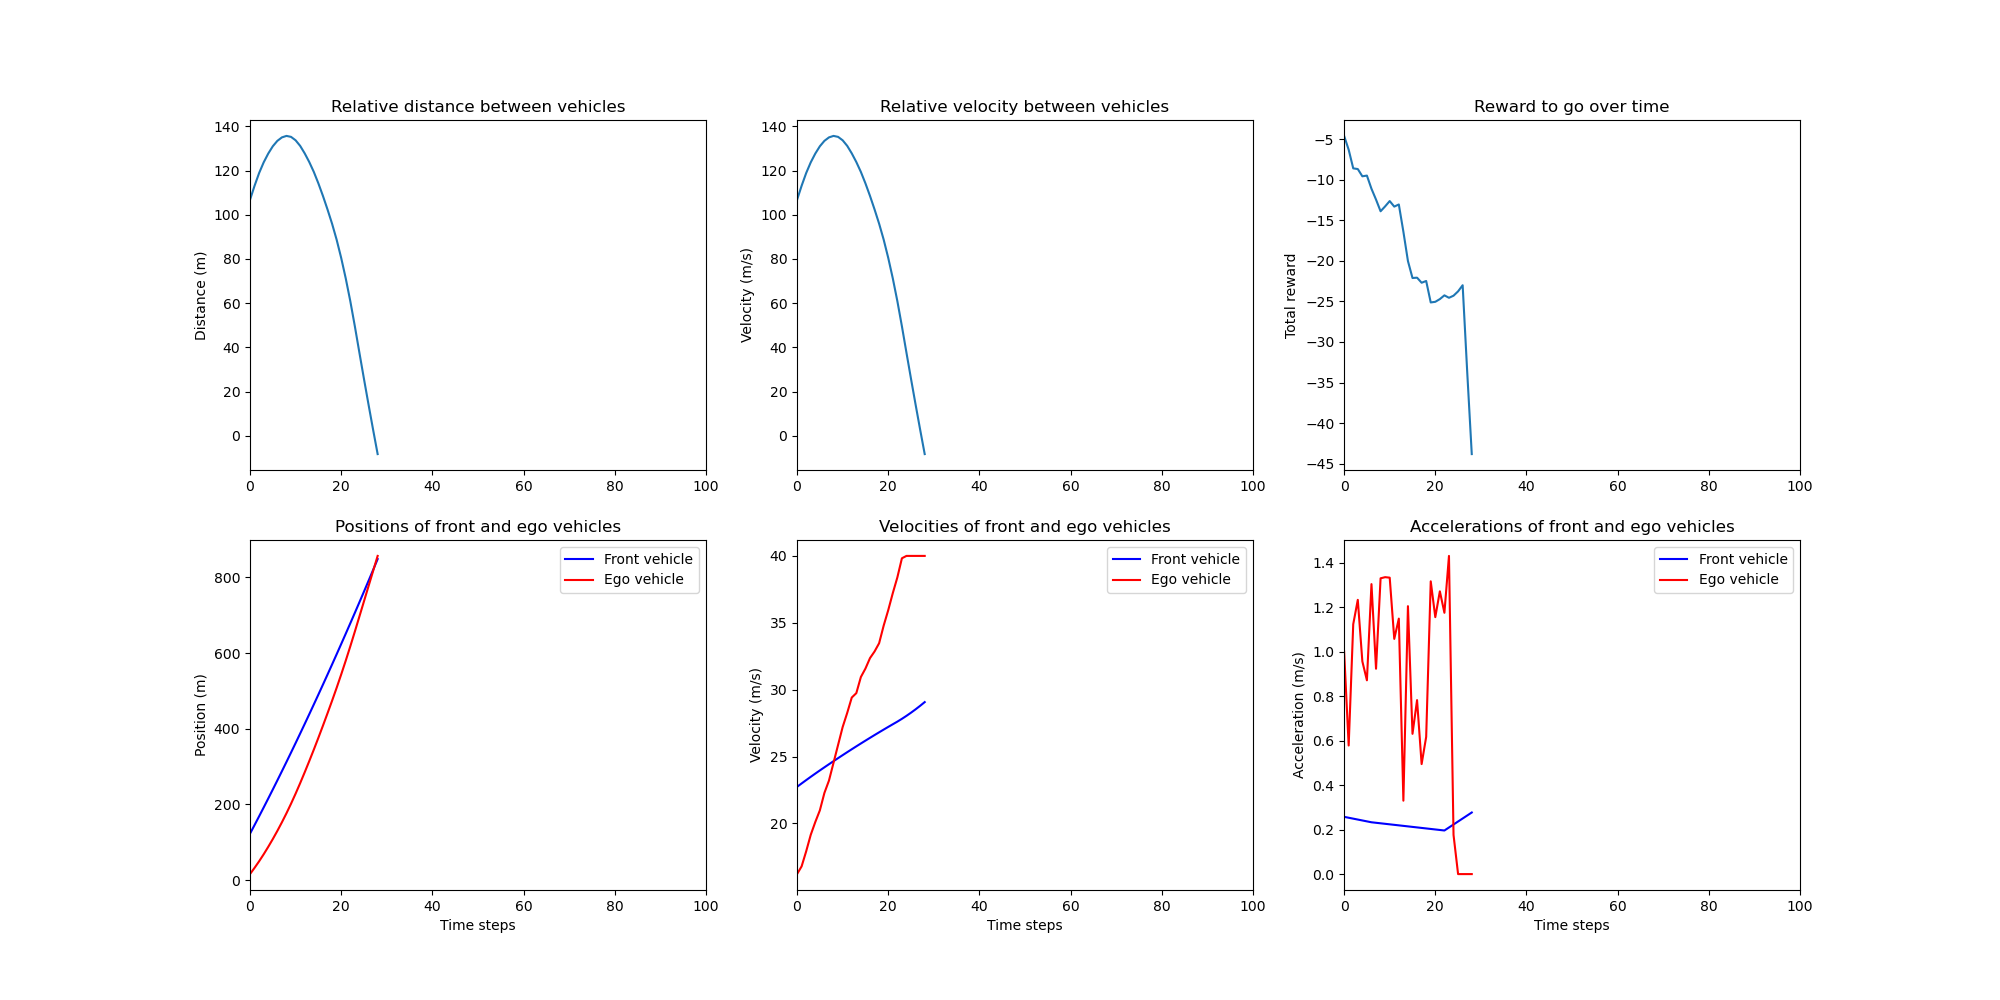 Relative distance between vehicles
Distance (m)
140
120
100
80
60
40
20
0
0 20 40 60 80 100
Relative velocity between vehicles
Velocity (m/s)
140
120
100
80
60
40
20
0
0 20 40 60 80 100
Reward to go over time
Total reward
−5
−10
−15
−20
−25
−30
−35
−40
−45
0 20 40 60 80 100
Positions of front and ego vehicles
Front vehicle
Ego vehicle
Position (m)
800
600
400
200
0
0 20 40 60 80 100
Time steps
Velocities of front and ego vehicles
Front vehicle
Ego vehicle
Velocity (m/s)
40
35
30
25
20
0 20 40 60 80 100
Time steps
Accelerations of front and ego vehicles
Front vehicle
Ego vehicle
Acceleration (m/s)
1.4
1.2
1.0
0.8
0.6
0.4
0.2
0.0
0 20 40 60 80 100
Time steps